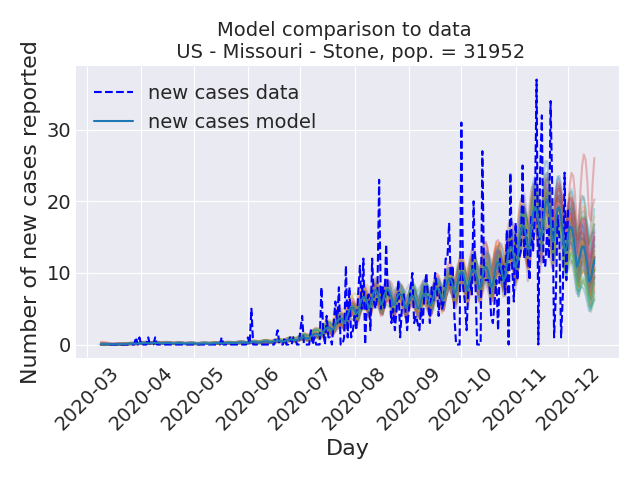 Model comparison to data
US - Missouri - Stone, pop. = 31952
Number of new cases reported
30
20
10
0
new cases data
new cases model
2020-03
2020-04
2020-05
2020-06
2020-07
2020-08
2020-09
2020-10
2020-11
2020-12
Day